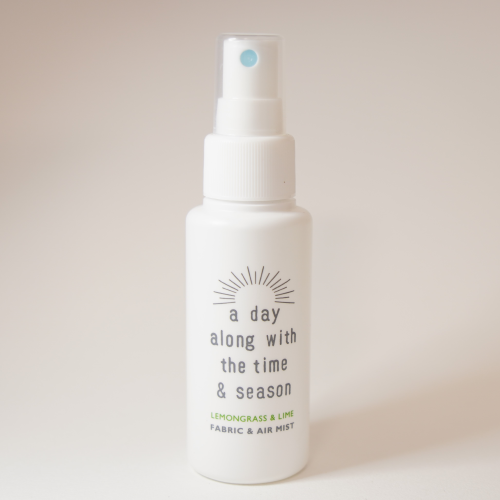 a day
along with
the time
& season
LEMONGRASS & LIME
FABRIC & AIR MIST